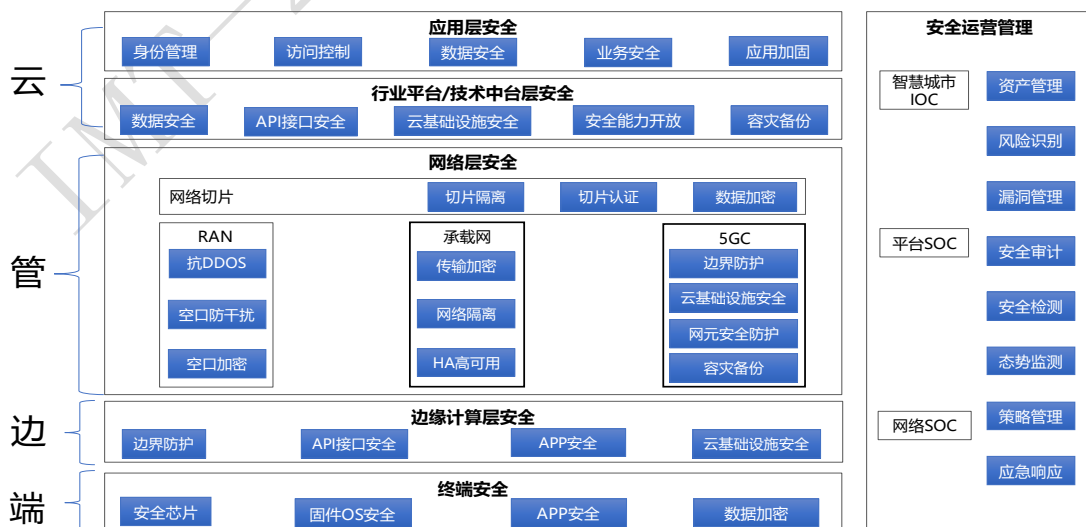 云
应用层安全
身份管理
访问控制
数据安全
业务安全
应用加固
行业平台/技术中台层安全
数据安全
API接口安全
云基础设施安全
安全能力开放
容灾备份
管
网络层安全
网络切片
切片隔离
切片认证
数据加密
RAN
抗DDOS
空口防干扰
空口加密
承载网
传输加密
网络隔离
HA高可用
5GC
边界防护
云基础设施安全
网元安全防护
容灾备份
边
边缘计算层安全
边界防护
API接口安全
APP安全
云基础设施安全
端
终端安全
安全芯片
固件OS安全
APP安全
数据加密
安全运营管理
智慧城市
IOC
平台SOC
网络SOC
资产管理
风险识别
漏洞管理
安全审计
安全检测
态势监测
策略管理
应急响应
IMT-